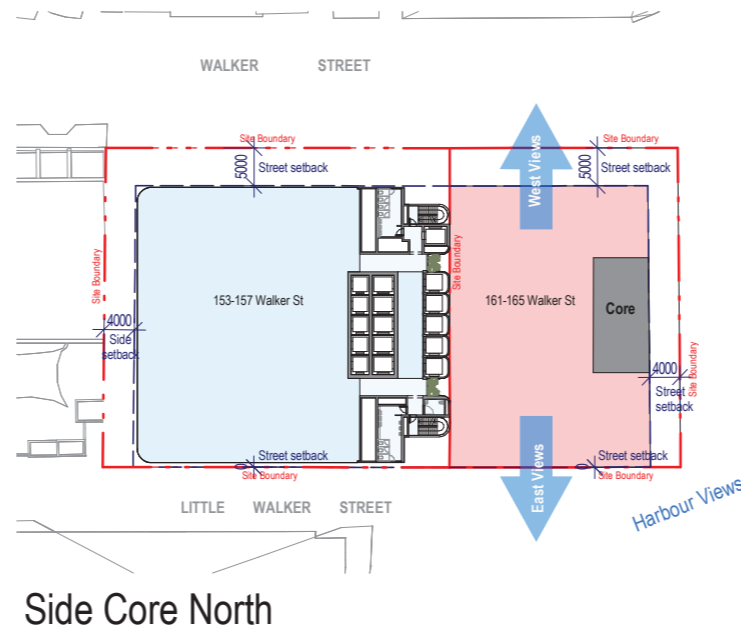 WALKER STREET
Site Boundary
Site Boundary
5000
Street setback
5000
Street setback
West Views
Site Boundary
Site Boundary
153-157 Walker St
161-165 Walker St
Core
4000
Side
setback
4000
Street
setback
Site Boundary
0
Street setback
Site Boundary
0
Street setback
Site Boundary
East Views
LITTLE WALKER STREET
Harbour Views
Side Core North